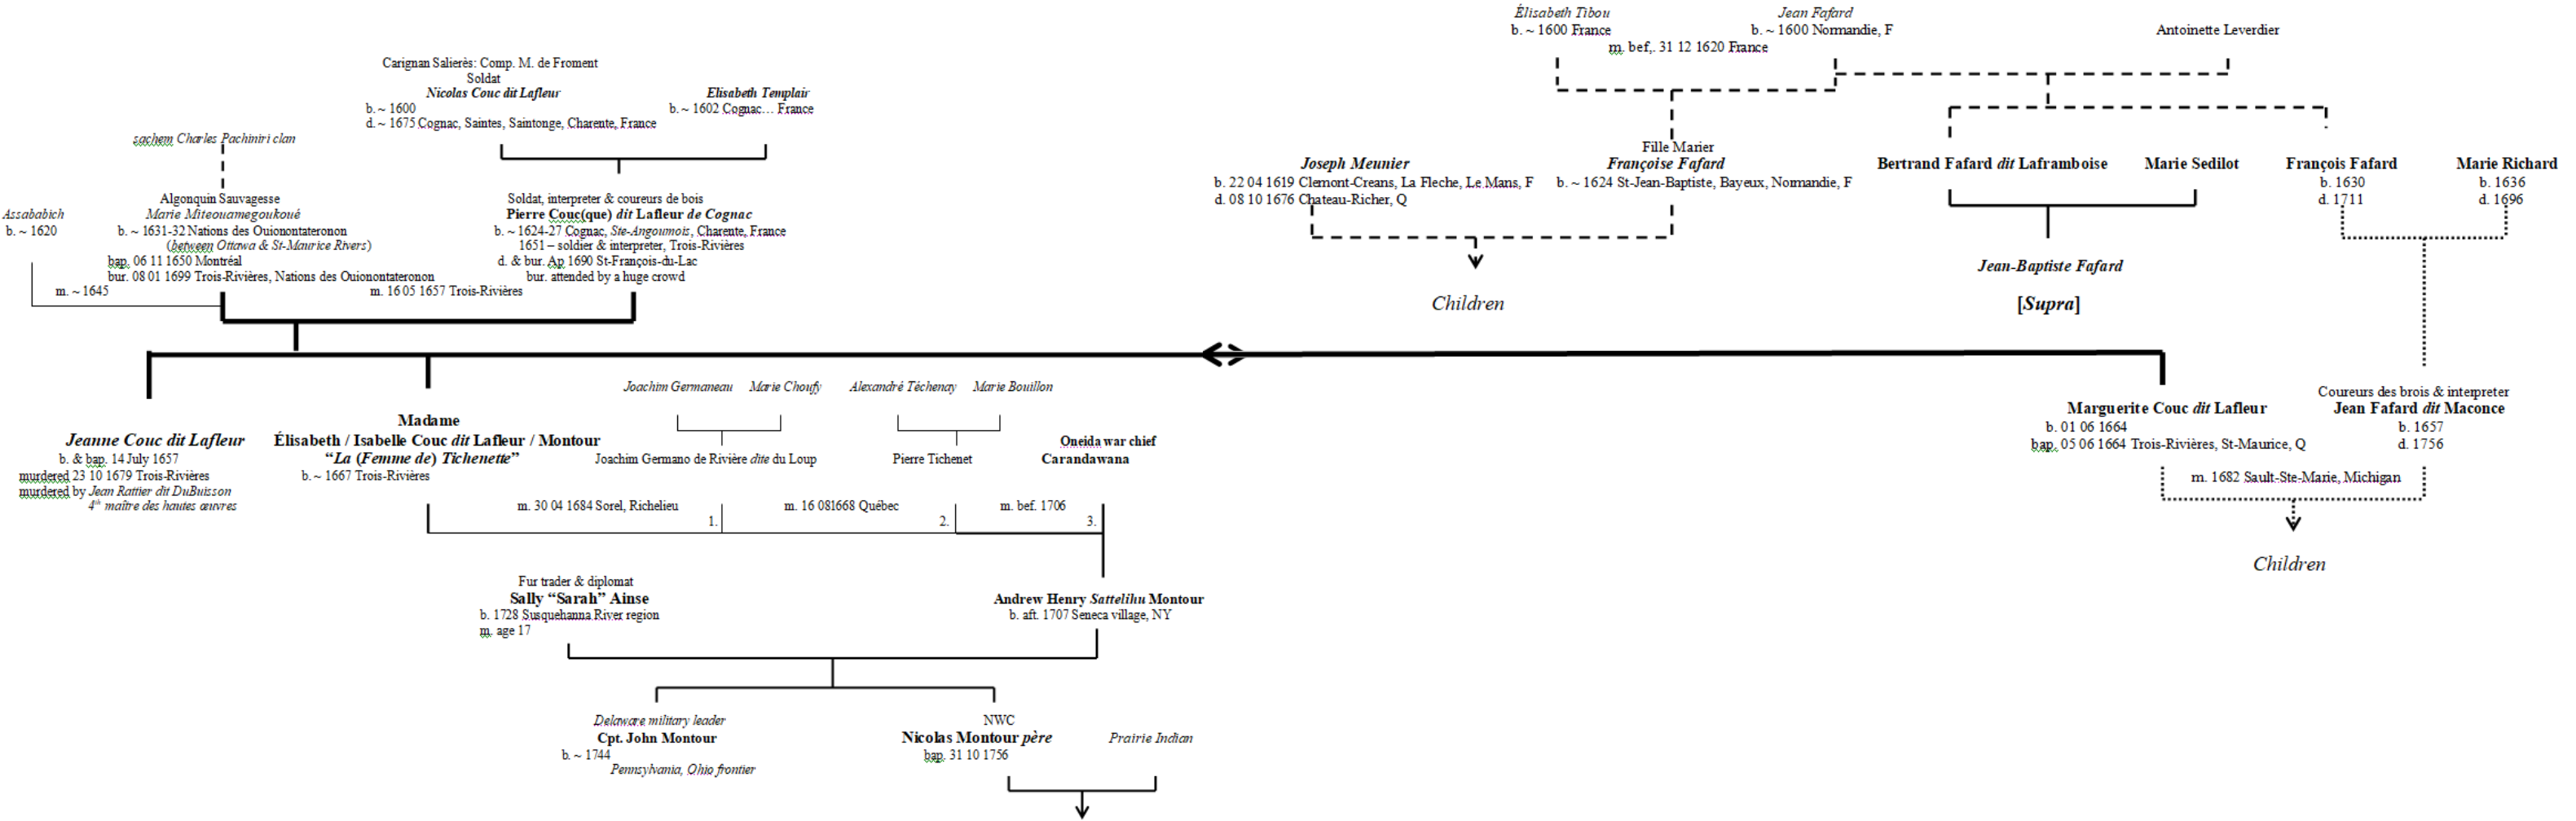 Élisabeth Tibou
b. ~ 1600 France
Jean Fafard
b. ~ 1600 Normandie, F
m. bef,. 31 12 1620 France
Antoinette Leverdier
Carignan Salierès: Comp. M. de Froment
Soldat
Nicolas Couc dit Lafleur
b. ~ 1600
d. ~ 1675 Cognac, Saintes, Saintonge, Charente, France
Elisabeth Templair
b. ~ 1602 Cognac… France
sachem Charles Pachiniri clan
Fille Marier
Joseph Meunier
b. 22 04 1619 Clemont-Creans, La Fleche, Le Mans, F
d. 08 10 1676 Chateau-Richer, Q
Françoise Fafard
b. ~ 1624 St-Jean-Baptiste, Bayeux, Normandie, F
Bertrand Fafard dit Laframboise
Marie Sedilot
François Fafard
b. 1630
d. 1711
Marie Richard
b. 1636
d. 1696
Assababich
b. ~ 1620
Algonquin Sauvagesse
Marie Miteouamegoukoué
b. ~ 1631-32 Nations des Ouionontateronon
(between Ottawa & St-Maurice Rivers)
bap. 06 11 1650 Montréal
bur. 08 01 1699 Trois-Rivières, Nations des Ouionontateronon
Soldat, interpreter & coureurs de bois
Pierre Couc(que) dit Lafleur de Cognac
b. ~ 1624-27 Cognac, Ste-Angoumois, Charente, France
1651 – soldier & interpreter, Trois-Rivières
d. & bur. Ap 1690 St-François-du-Lac
bur. attended by a huge crowd
m. ~ 1645
m. 16 05 1657 Trois-Rivières
Jean-Baptiste Fafard
[Supra]
Children
Joachim Germaneau
Marie Choufy
Alexandré Téchenay
Marie Bouillon
Jeanne Couc dit Lafleur
b. & bap. 14 July 1657
murdered 23 10 1679 Trois-Rivières
murdered by Jean Rattier dit DuBuisson
4th maître des hautes œuvres
Madame
Élisabeth / Isabelle Couc dit Lafleur / Montour
“La (Femme de) Tichenette”
b. ~ 1667 Trois-Rivières
Joachim Germano de Rivière dite du Loup
Pierre Tichenet
Oneida war chief
Carandawana
Marguerite Couc dit Lafleur
b. 01 06 1664
bap. 05 06 1664 Trois-Rivières, St-Maurice, Q
Coureurs des brois & interpreter
Jean Fafard dit Maconce
b. 1657
d. 1756
m. 1682 Sault-Ste-Marie, Michigan
m. 30 04 1684 Sorel, Richelieu
1.
m. 16 081668 Québec
2.
m. bef. 1706
3.
Children
Fur trader & diplomat
Sally “Sarah” Ainse
b. 1728 Susquehanna River region
m. age 17
Andrew Henry Sattelihu Montour
b. aft. 1707 Seneca village, NY
Delaware military leader
Cpt. John Montour
b. ~ 1744
Pennsylvania, Ohio frontier
NWC
Nicolas Montour père
bap. 31 10 1756
Prairie Indian